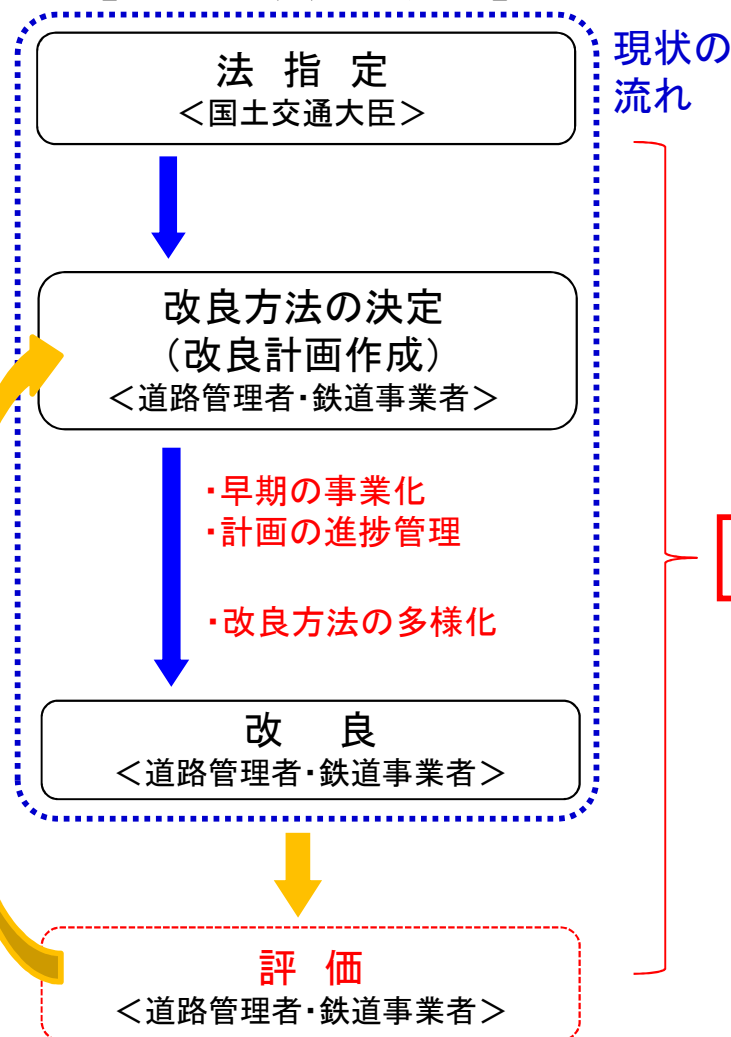 法 指 定
＜国土交通大臣＞
現状の
流れ
改良方法の決定
（改良計画作成）
＜道路管理者・鉄道事業者＞
・早期の事業化
・計画の進捗管理
・改良方法の多様化
改 良
＜道路管理者・鉄道事業者＞
評 価
＜道路管理者・鉄道事業者＞